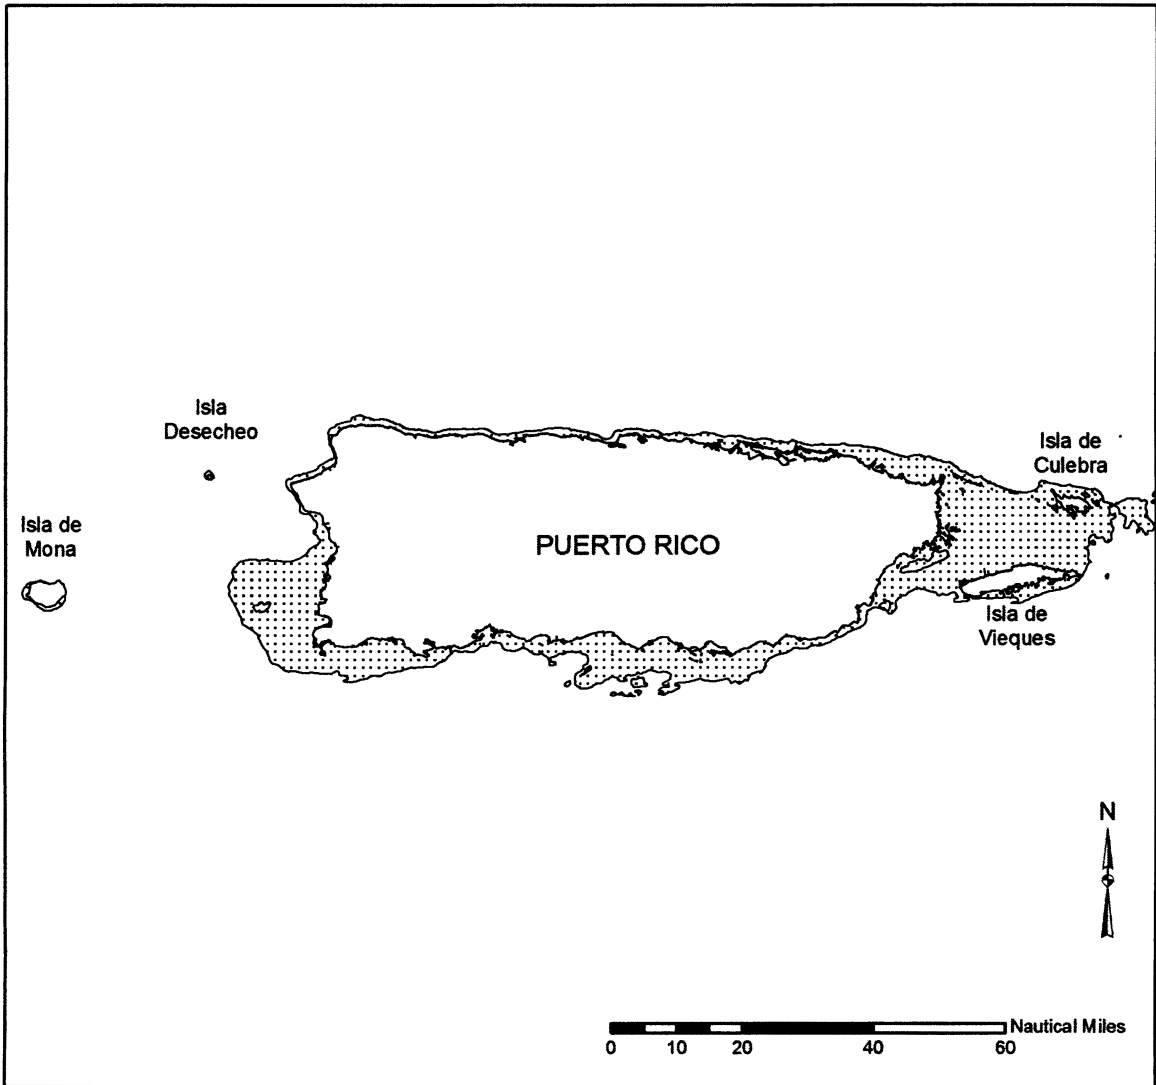 Isla
Desecheo
Isla de
Culebra
Isla de
Mona
PUERTO RICO
Isla de
Vieques
N
Nautical Miles
0 10 20 40 60